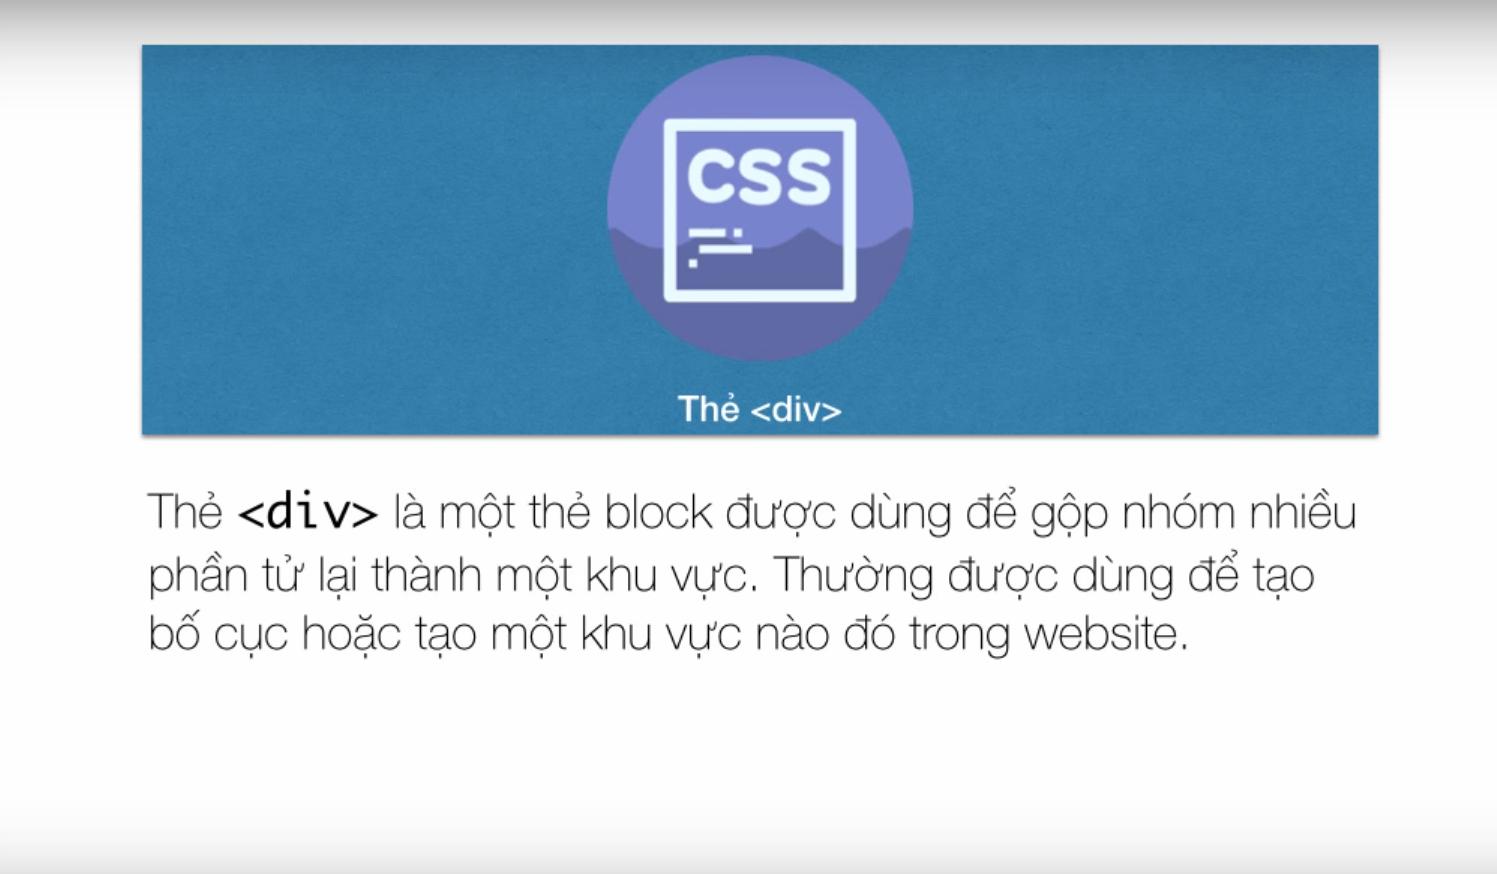 CSS
Thẻ <div>
Thẻ <div> là một thẻ block được dùng để gộp nhóm nhiều
phần tử lại thành một khu vực. Thường được dùng để tạo
bố cục hoặc tạo một khu vực nào đó trong website.